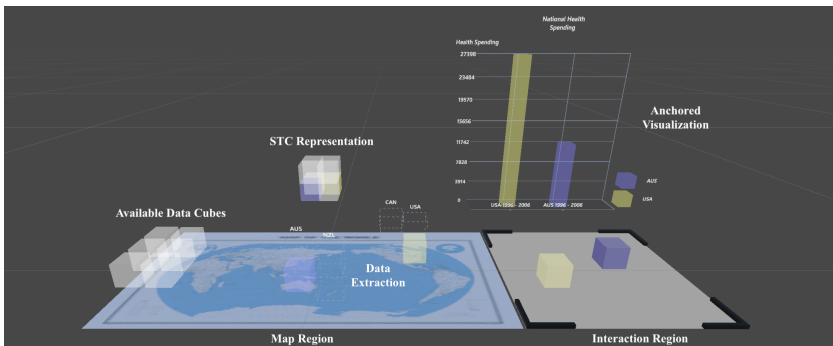 National Health
Spending
Health Spending
27398
23484
19570
15656
11742
7828
3914
0
USA 1996 - 2006
AUS 1996 - 2006
AUS
USA
Anchored
Visualization
STC Representation
Available Data Cubes
CAN
USA
AUS
NZL
Data
Extraction
Map Region
Interaction Region